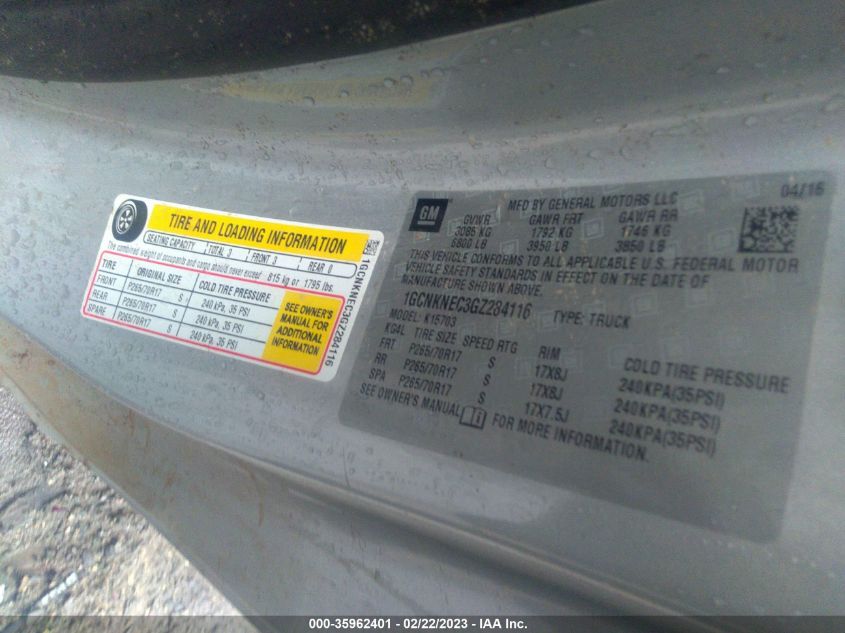 TIRE AND LOADING INFORMATION
SEATING CAPACITY TOTAL 3 FRONT 3 REAR 0
The combined weight of occupants and cargo should never exceed 815 kg or 1795 lbs.
TIRE ORIGINAL SIZE COLD TIRE PRESSURE
FRONT P265/70R17 S 240 kPa, 35 PSI
REAR P265/70R17 S 240 kPa, 35 PSI
SPARE P265/70R17 S 240 kPa, 35 PSI
SEE OWNER'S
MANUAL FOR
ADDITIONAL
INFORMATION
1GCNKNEC3GZ284116
GM
MFD BY GENERAL MOTORS LLC 04/16
GVWR GAWR FRT GAWR RR
3085 KG 1792 KG 1746 KG
6800 LB 3950 LB 3850 LB
THIS VEHICLE CONFORMS TO ALL APPLICABLE U.S. FEDERAL MOTOR
VEHICLE SAFETY STANDARDS IN EFFECT ON THE DATE OF
MANUFACTURE SHOWN ABOVE.
1GCNKNEC3GZ284116 TYPE: TRUCK
MODEL: K15703
KG4L TIRE SIZE SPEED RTG RIM COLD TIRE PRESSURE
FRT P265/70R17 S 17X8J 240KPA(35PSI)
RR P265/70R17 S 17X8J 240KPA(35PSI)
SPA P265/70R17 S 17X7.5J 240KPA(35PSI)
SEE OWNER'S MANUAL FOR MORE INFORMATION.
000-35962401 - 02/22/2023 - IAA Inc.